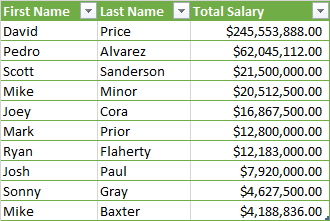 First Name Last Name Total Salary
David Price $245,553,888.00
Pedro Alvarez $62,045,112.00
Scott Sanderson $21,500,000.00
Mike Minor $20,512,500.00
Joey Cora $16,867,500.00
Mark Prior $12,800,000.00
Ryan Flaherty $12,183,000.00
Josh Paul $7,920,000.00
Sonny Gray $4,627,500.00
Mike Baxter $4,188,836.00